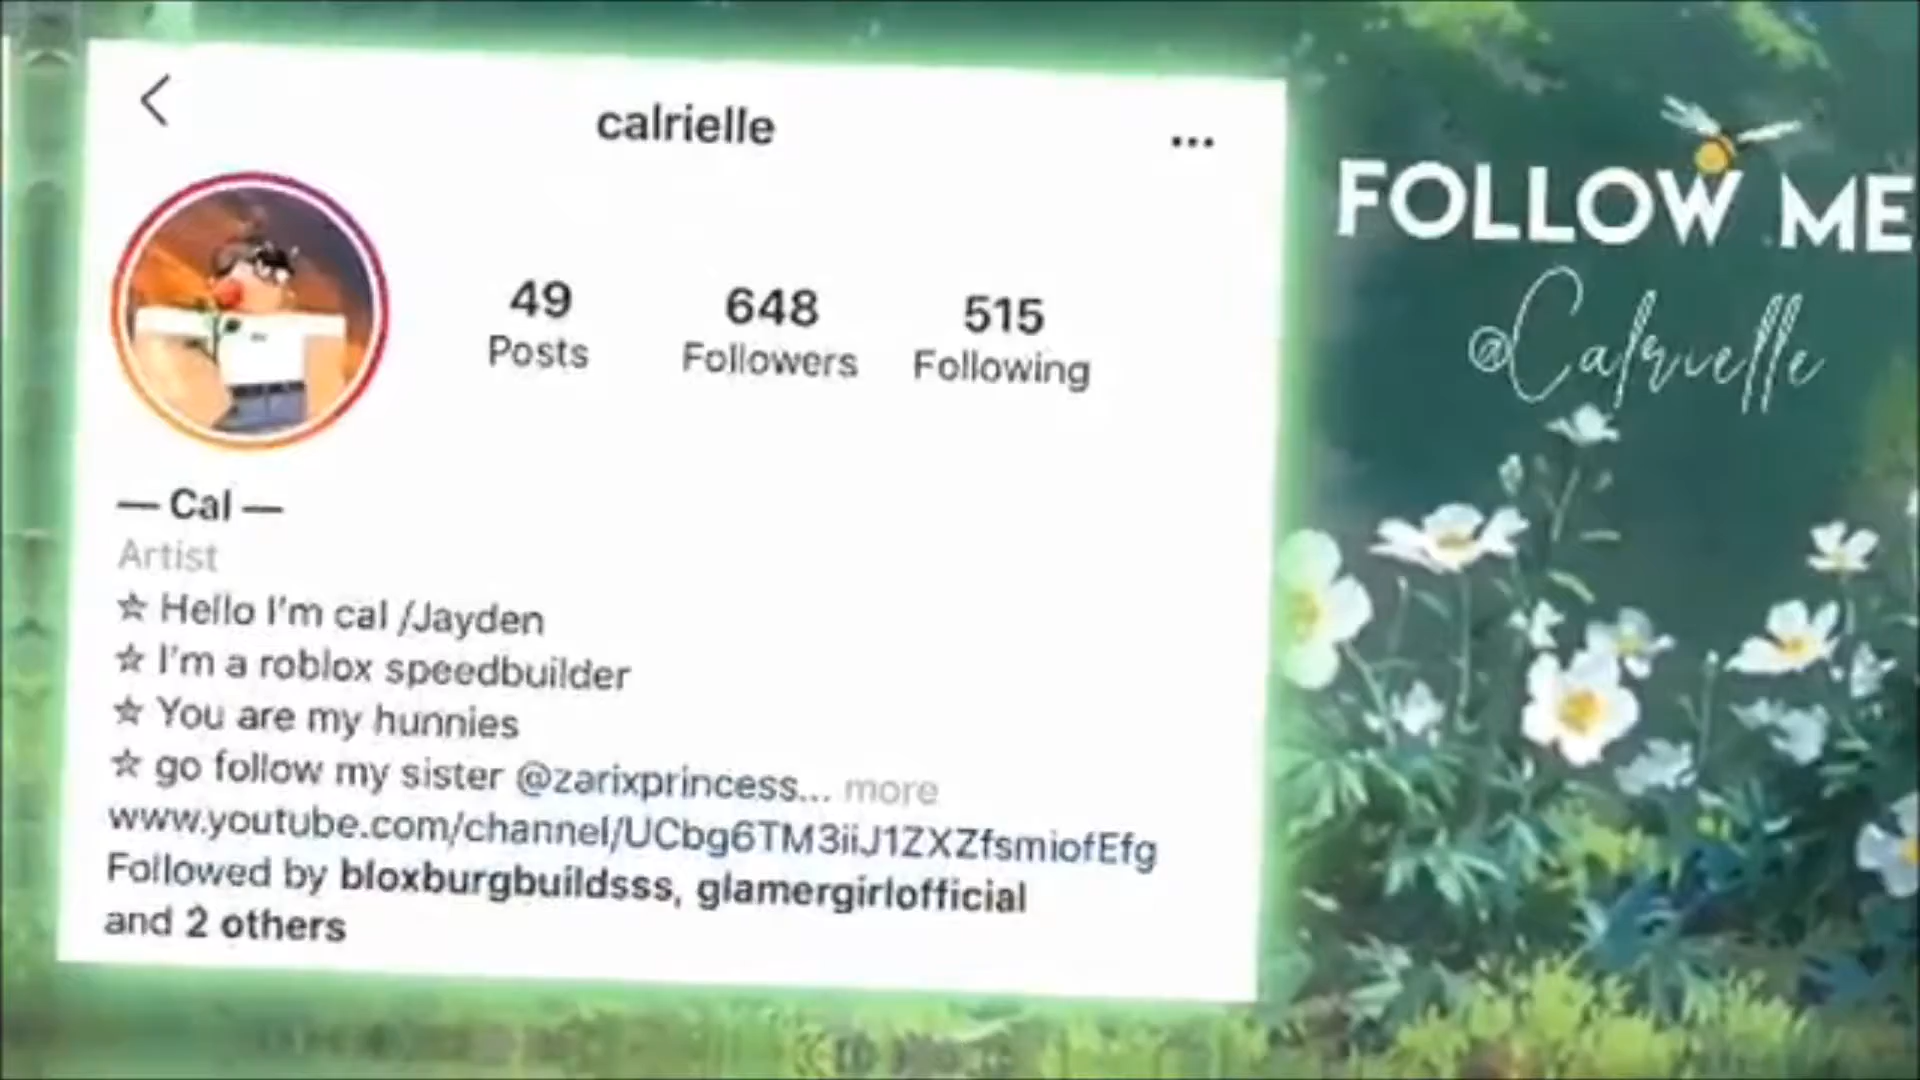 calrielle
...
49
Posts
648
Followers
515
Following
— Cal —
Artist
☆ Hello I'm cal /Jayden
☆ I'm a roblox speedbuilder
☆ You are my hunnies
☆ go follow my sister @zarixprincess... more
www.youtube.com/channel/UCbg6TM3iiJ1ZXZfsmiofEfg
Followed by bloxburgbuildsss, glamergirlofficial
and 2 others
FOLLOW ME
@Calrielle